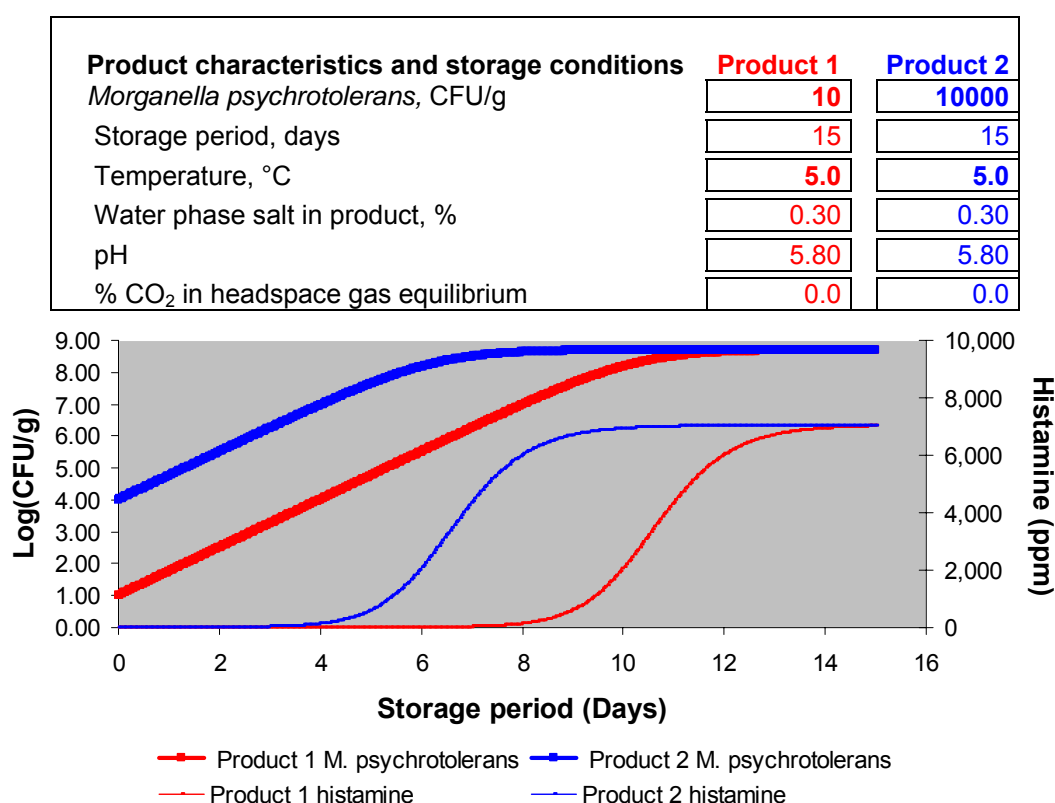 Product characteristics and storage conditions Product 1 Product 2
Morganella psychrotolerans, CFU/g 10 10000
Storage period, days 15 15
Temperature, °C 5.0 5.0
Water phase salt in product, % 0.30 0.30
pH 5.80 5.80
% CO₂ in headspace gas equilibrium 0.0 0.0
9.00 10,000
8.00
7.00 8,000
6.00
5.00 6,000
4.00
3.00 4,000
2.00 2,000
1.00
0.00 0
Log(CFU/g)
Histamine (ppm)
0 2 4 6 8 10 12 14 16
Storage period (Days)
Product 1 M. psychrotolerans Product 2 M. psychrotolerans
Product 1 histamine Product 2 histamine